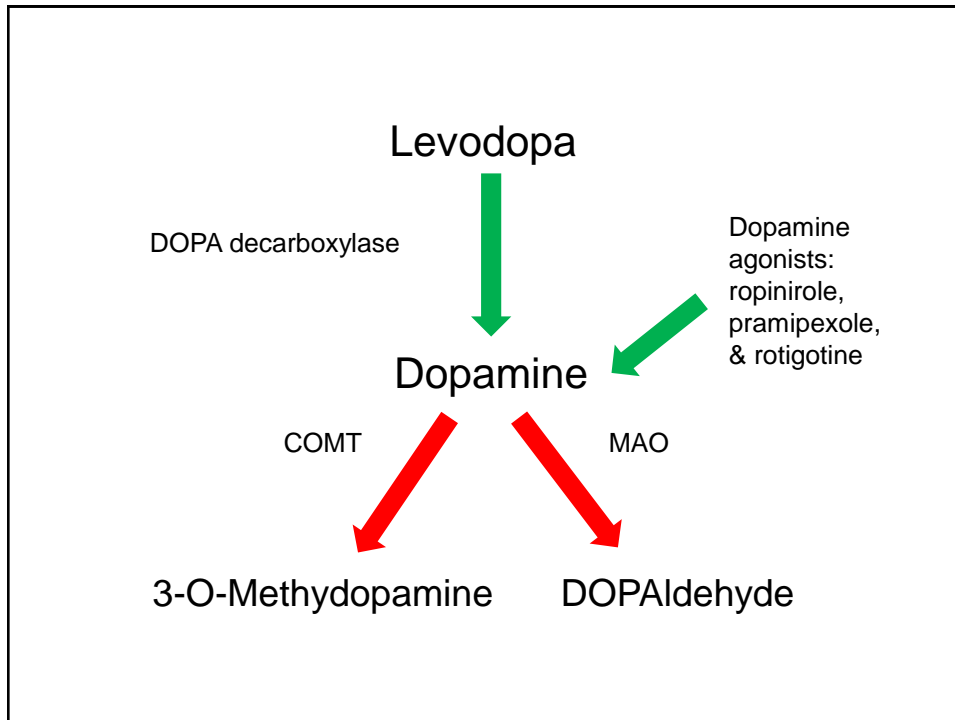 Levodopa
DOPA decarboxylase
Dopamine
agonists:
ropinirole,
pramipexole,
& rotigotine
Dopamine
COMT
MAO
3-O-Methydopamine
DOPAldehyde